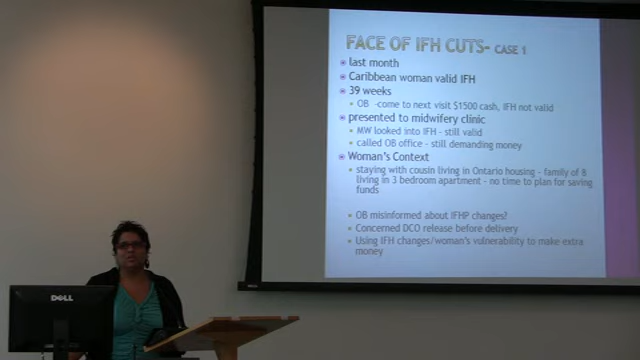 FACE OF IFH CUTS- CASE 1
last month
Caribbean woman valid IFH
39 weeks
OB -come to next visit $1500 cash, IFH not valid
presented to midwifery clinic
MW looked into IFH - still valid
called OB office - still demanding money
Woman's Context
staying with cousin living in Ontario housing - family of 8
living in 3 bedroom apartment - no time to plan for saving
funds
OB misinformed about IFHP changes?
Concerned DCO release before delivery
Using IFH changes/woman's vulnerability to make extra
money
DELL